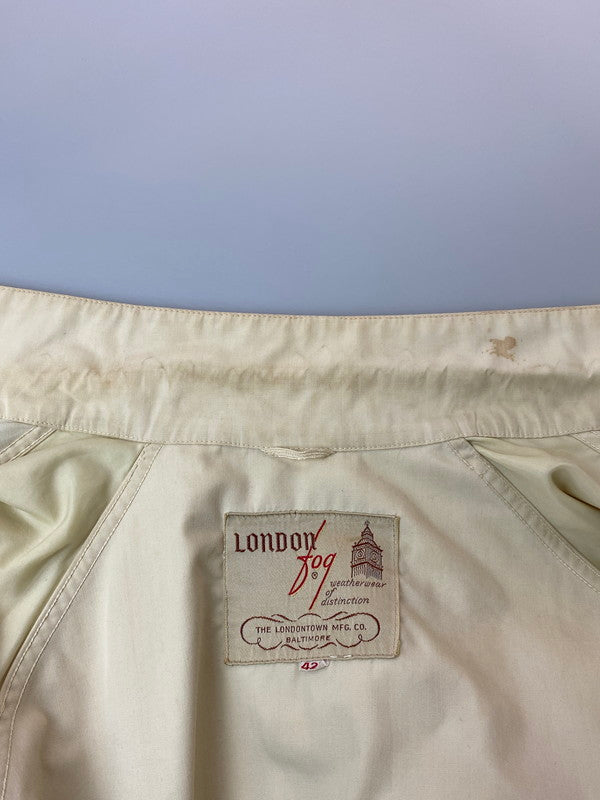 LONDON
fog®
weatherwear
of
distinction
THE LONDONTOWN MFG. CO.
BALTIMORE
42